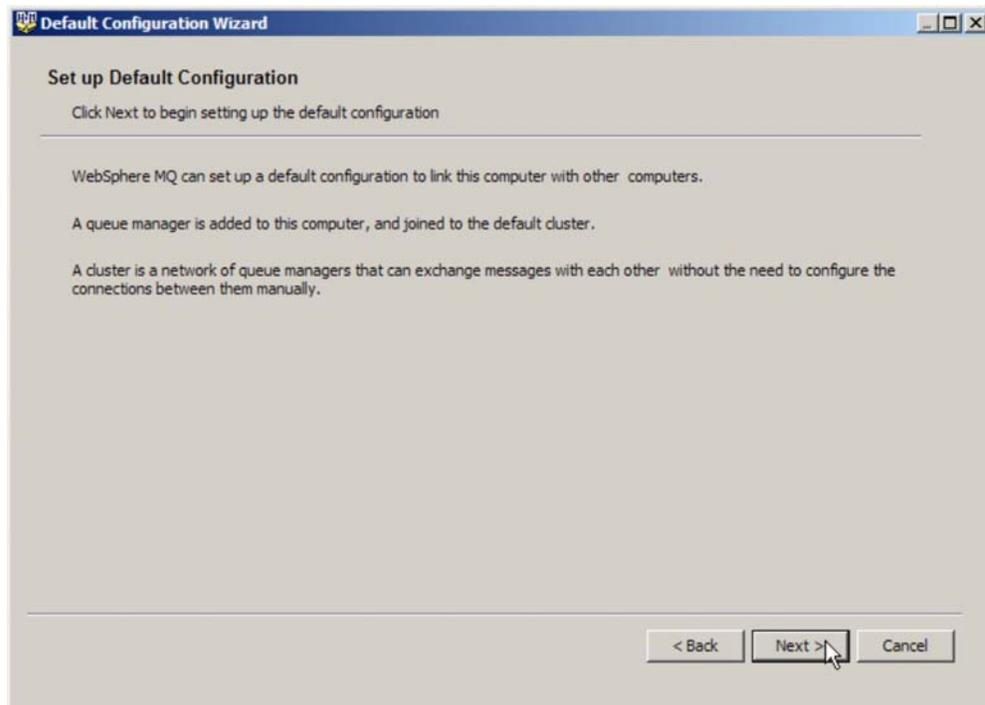 Default Configuration Wizard
Set up Default Configuration
Click Next to begin setting up the default configuration
WebSphere MQ can set up a default configuration to link this computer with other computers.
A queue manager is added to this computer, and joined to the default cluster.
A cluster is a network of queue managers that can exchange messages with each other without the need to configure the
connections between them manually.
< Back Next > Cancel